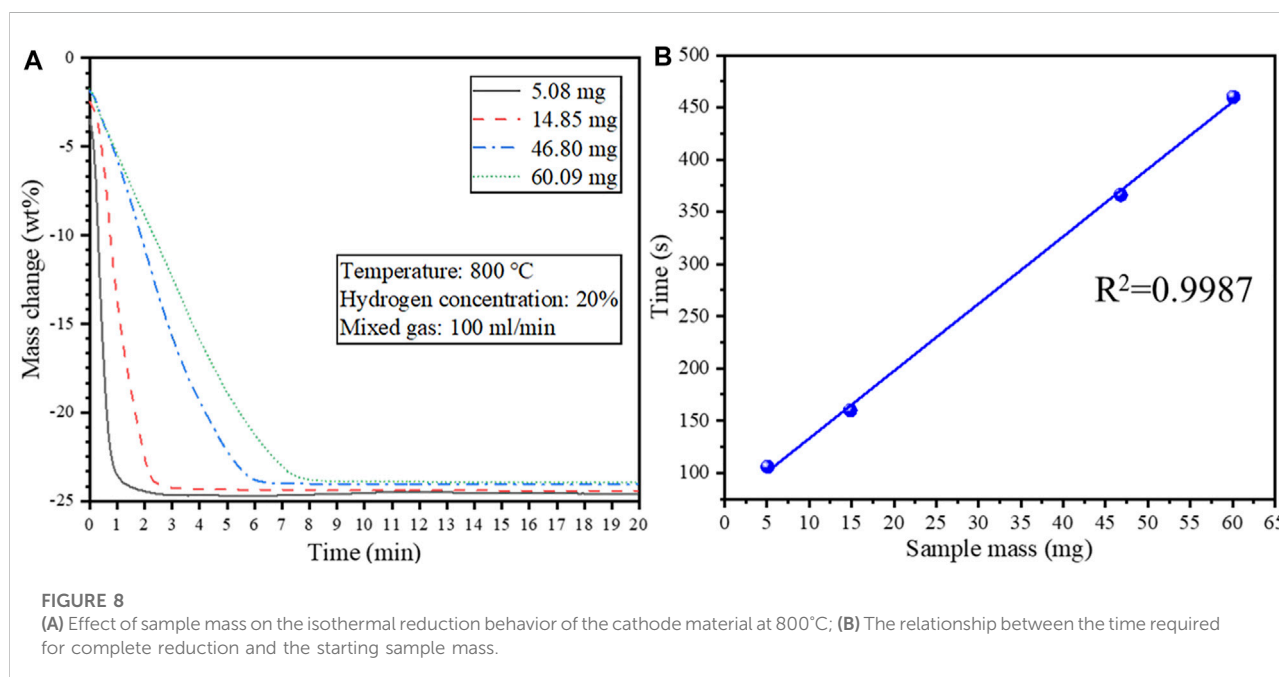 A
0
-5
-10
-15
-20
-25
Mass change (wt%)
5.08 mg
14.85 mg
46.80 mg
60.09 mg
Temperature: 800 °C
Hydrogen concentration: 20%
Mixed gas: 100 ml/min
0 1 2 3 4 5 6 7 8 9 10 11 12 13 14 15 16 17 18 19 20
Time (min)
B
500
450
400
350
300
250
200
150
100
Time (s)
R²=0.9987
0 5 10 15 20 25 30 35 40 45 50 55 60 65
Sample mass (mg)
FIGURE 8
(A) Effect of sample mass on the isothermal reduction behavior of the cathode material at 800°C; (B) The relationship between the time required
for complete reduction and the starting sample mass.